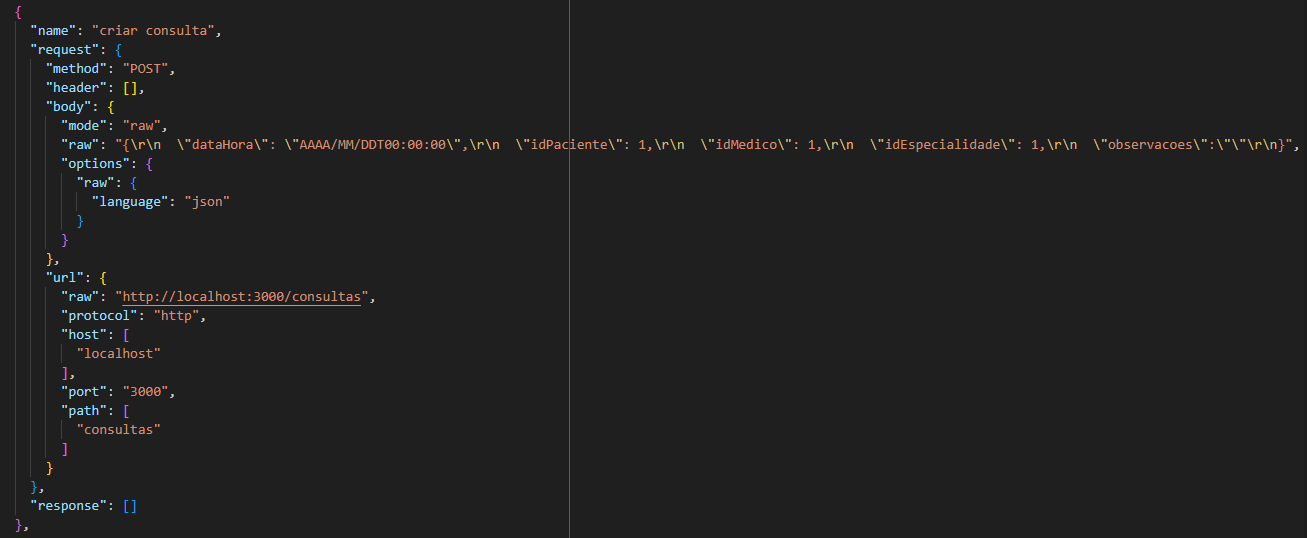 {
"name": "criar consulta",
"request": {
"method": "POST",
"header": [],
"body": {
"mode": "raw",
"raw": "{\r\n  \"dataHora\": \"AAAA/MM/DDT00:00:00\",\r\n  \"idPaciente\": 1,\r\n  \"idMedico\": 1,\r\n  \"idEspecialidade\": 1,\r\n  \"observacoes\":\"\"\r\n}",
"options": {
"raw": {
"language": "json"
}
}
},
"url": {
"raw": "http://localhost:3000/consultas",
"protocol": "http",
"host": [
"localhost"
],
"port": "3000",
"path": [
"consultas"
]
}
},
"response": []
},